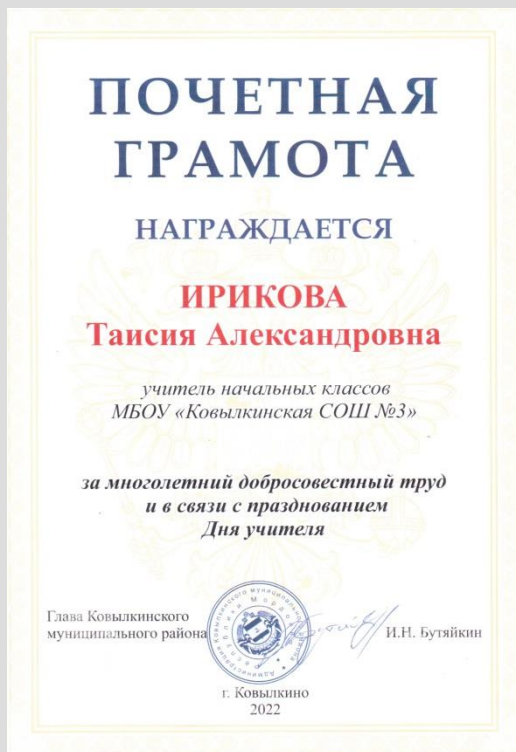 ПОЧЕТНАЯ
ГРАМОТА
НАГРАЖДАЕТСЯ
ИРИКОВА
Таисия Александровна
учитель начальных классов
МБОУ «Ковылкинская СОШ №3»
за многолетний добросовестный труд
и в связи с празднованием
Дня учителя
Глава Ковылкинского
муниципального района
И.Н. Бутяйкин
г. Ковылкино
2022